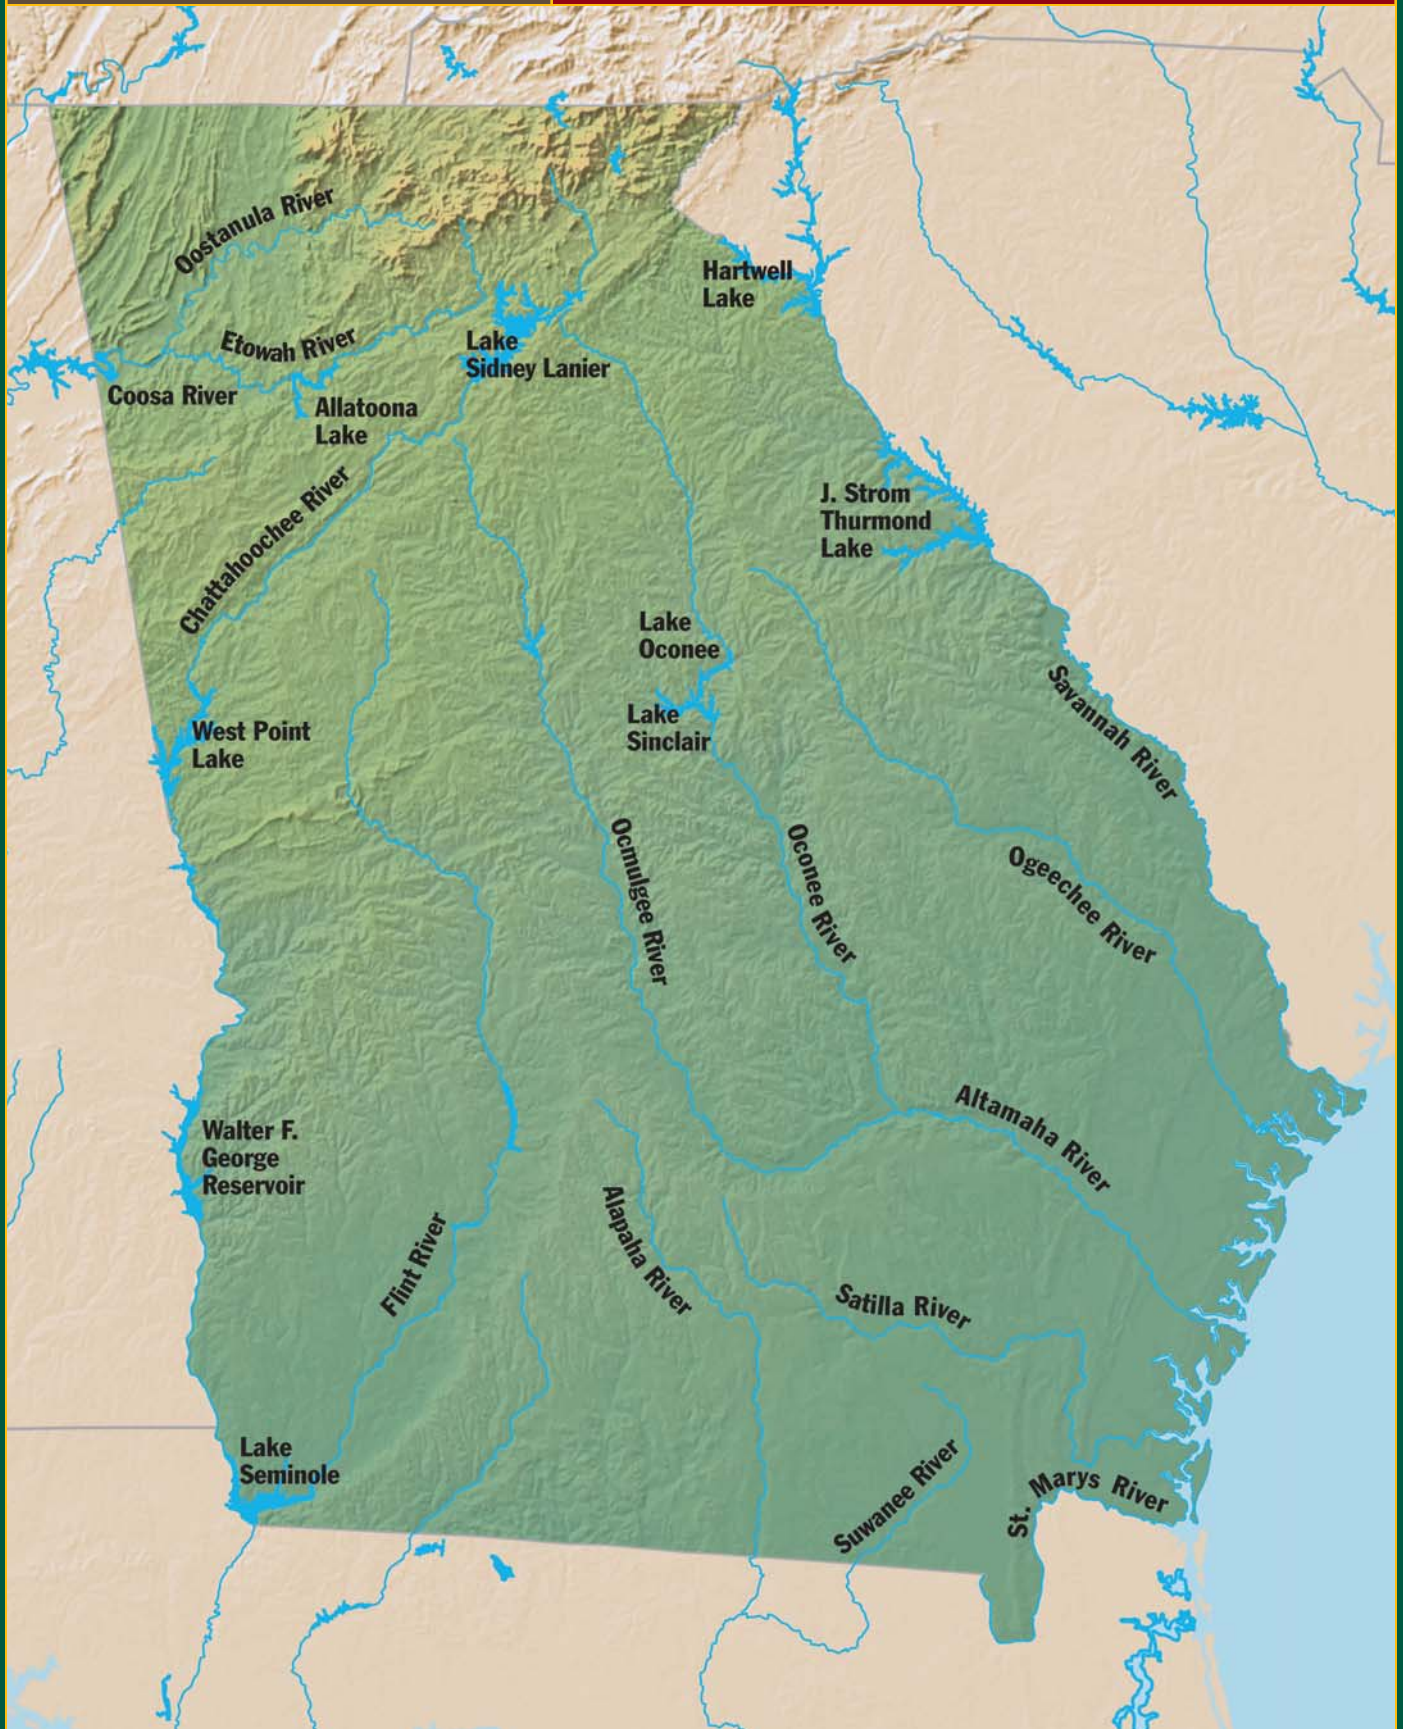 Oostanula River
Hartwell
Lake
Etowah River
Lake
Sidney Lanier
Coosa River
Allatoona
Lake
Chattahoochee River
J. Strom
Thurmond
Lake
Lake
Oconee
Savannah River
West Point
Lake
Lake
Sinclair
Ocmulgee River
Oconee River
Ogeechee River
Altamaha River
Walter F.
George
Reservoir
Alapaha River
Flint River
Satilla River
Lake
Seminole
Suwanee River
St. Marys River